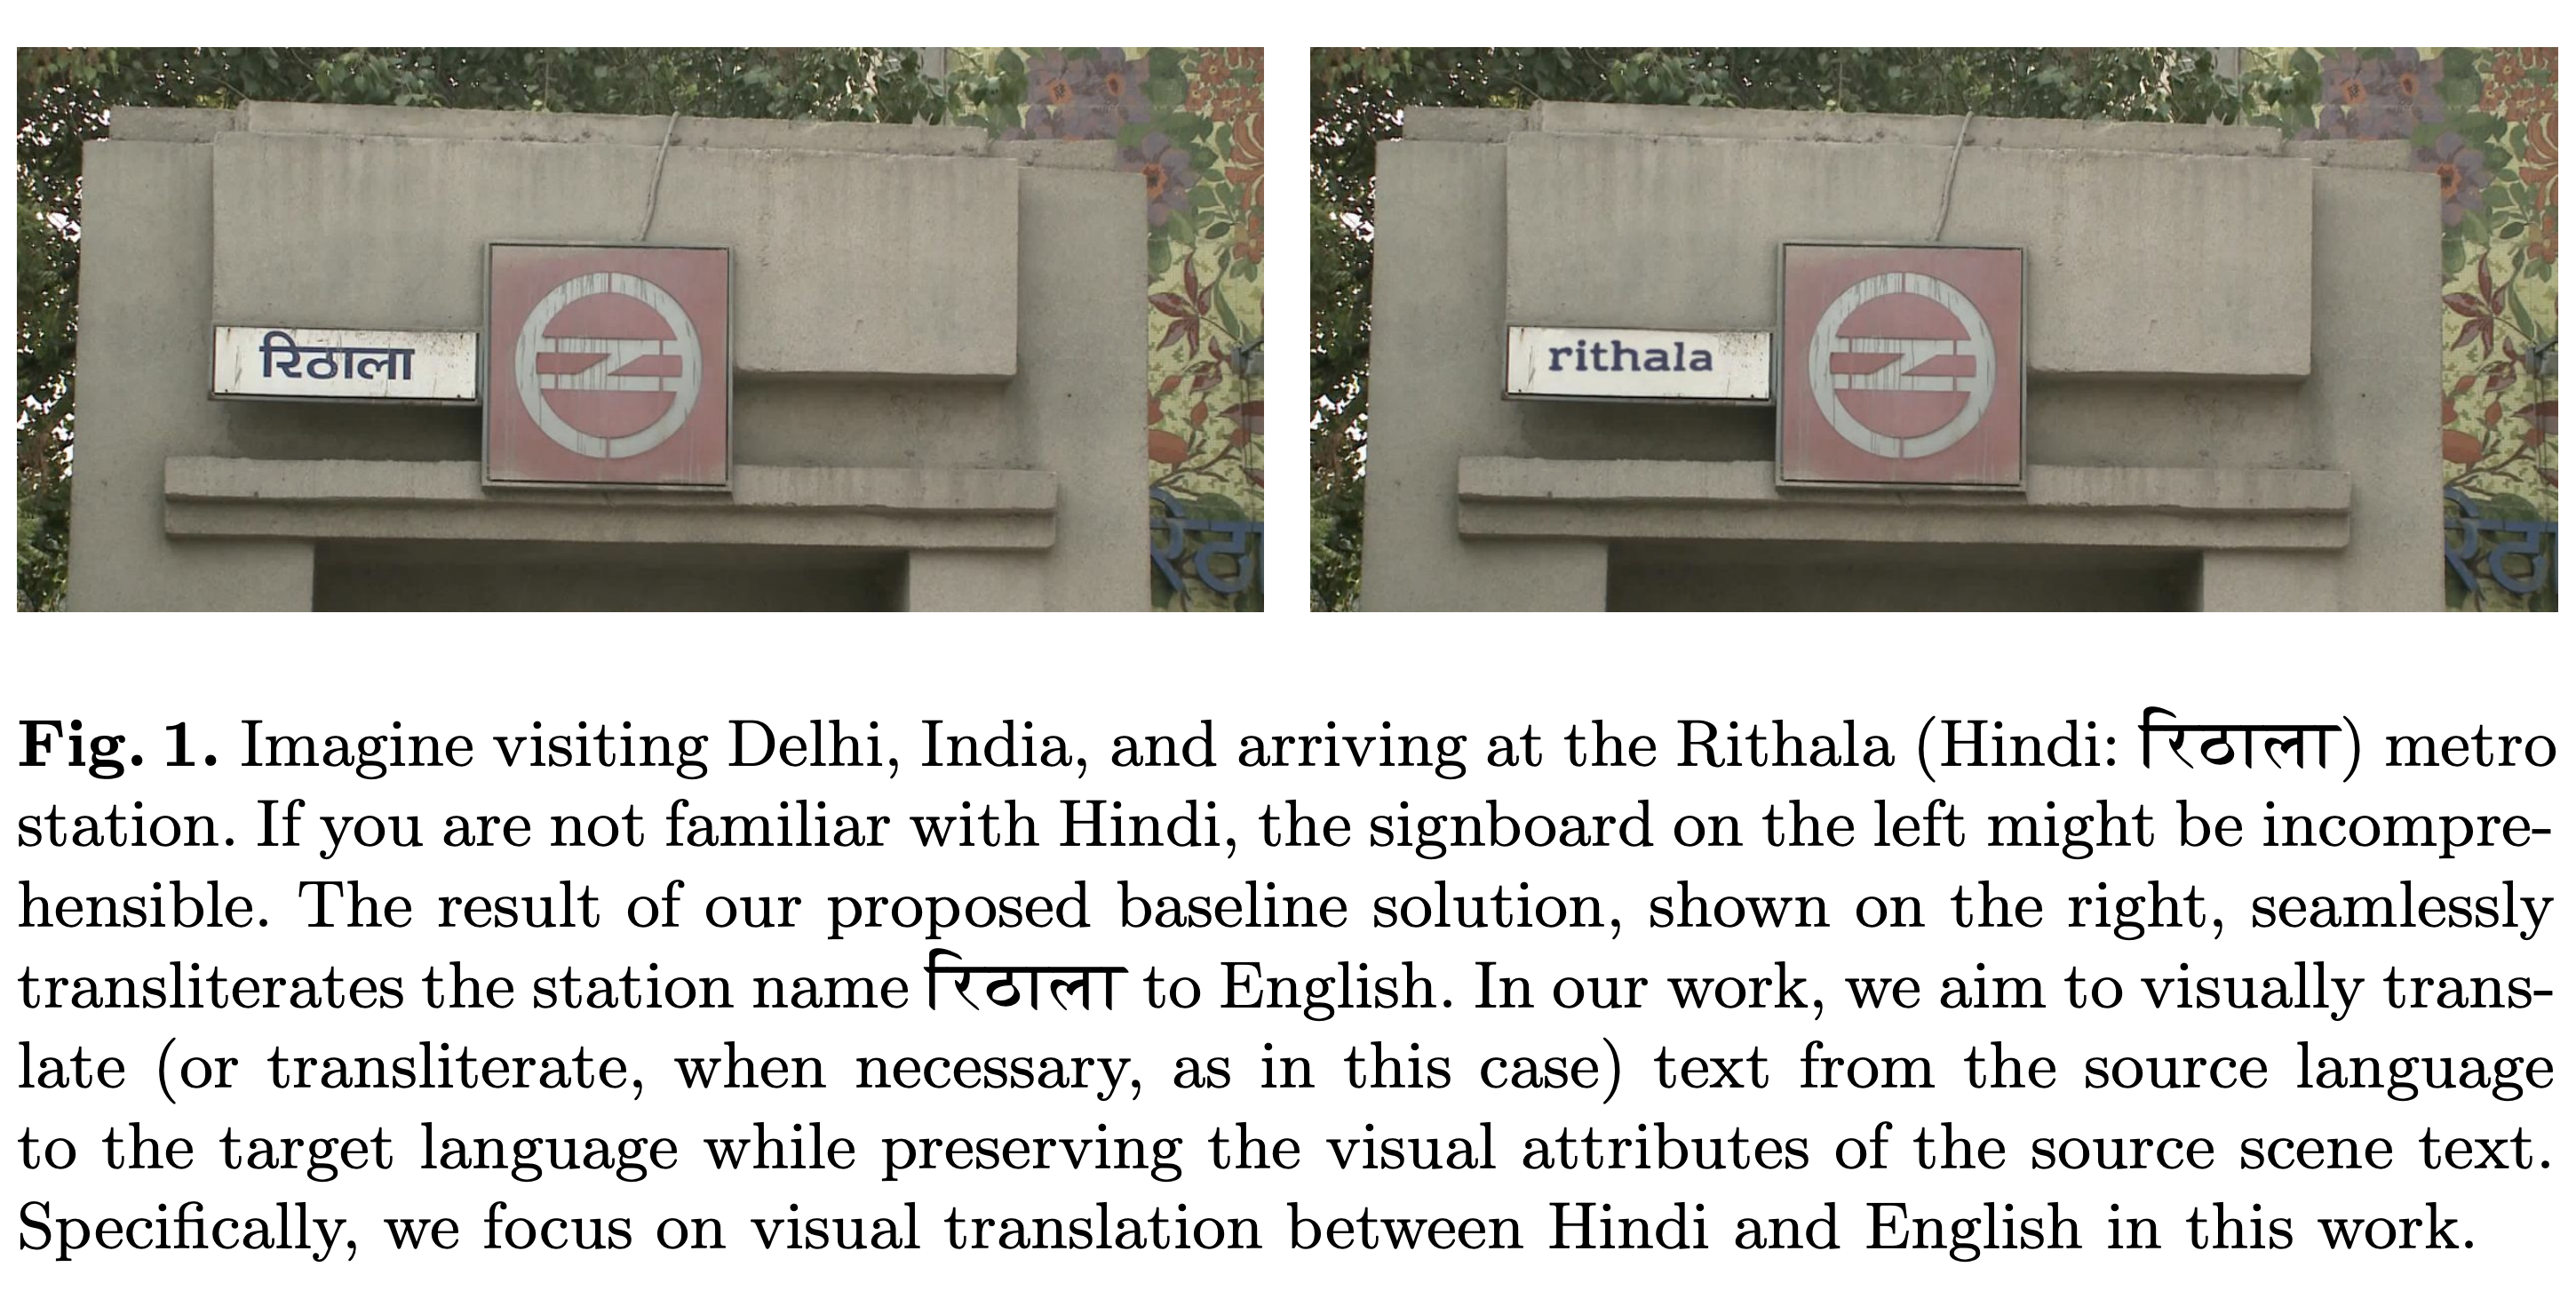 रिठाला
rithala
Fig. 1. Imagine visiting Delhi, India, and arriving at the Rithala (Hindi: रिठाला) metro
station. If you are not familiar with Hindi, the signboard on the left might be incompre-
hensible. The result of our proposed baseline solution, shown on the right, seamlessly
transliterates the station name रिठाला to English. In our work, we aim to visually trans-
late (or transliterate, when necessary, as in this case) text from the source language
to the target language while preserving the visual attributes of the source scene text.
Specifically, we focus on visual translation between Hindi and English in this work.